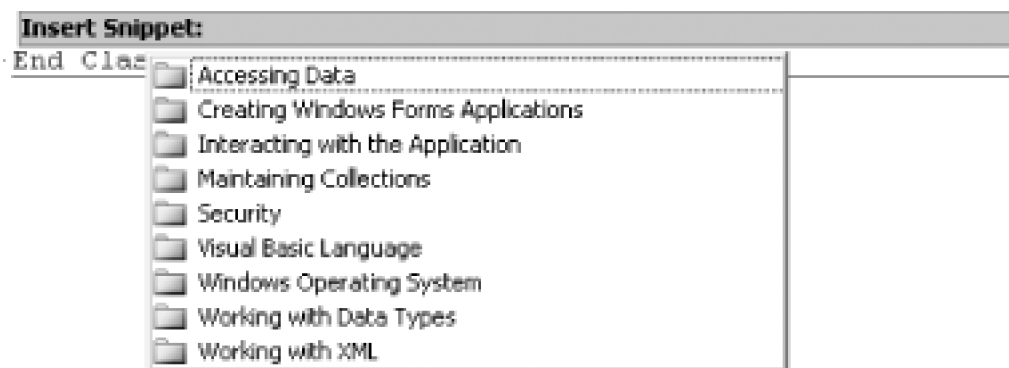 Insert Snippet:
End Clas
Accessing Data
Creating Windows Forms Applications
Interacting with the Application
Maintaining Collections
Security
Visual Basic Language
Windows Operating System
Working with Data Types
Working with XML